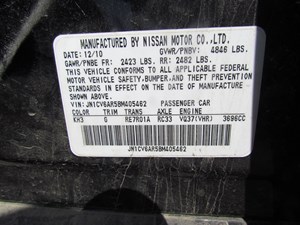 MANUFACTURED BY NISSAN MOTOR CO.,LTD.
DATE: 12/10 GVWR/PNBV: 4846 LBS.
GAWR/PNBE FR: 2423 LBS. RR: 2482 LBS.
THIS VEHICLE CONFORMS TO ALL APPLICABLE FEDERAL
MOTOR VEHICLE SAFETY, BUMPER, AND THEFT PREVENTION
STANDARDS IN EFFECT ON THE DATE OF MANUFACTURE
SHOWN ABOVE.
VIN: JN1CV6AR5BM405462 PASSENGER CAR
COLOR TRIM TRANS AXLE ENGINE
KH3 G RE7R01A RC33 VQ37(VHR) 3696CC
JN1CV6AR5BM405462